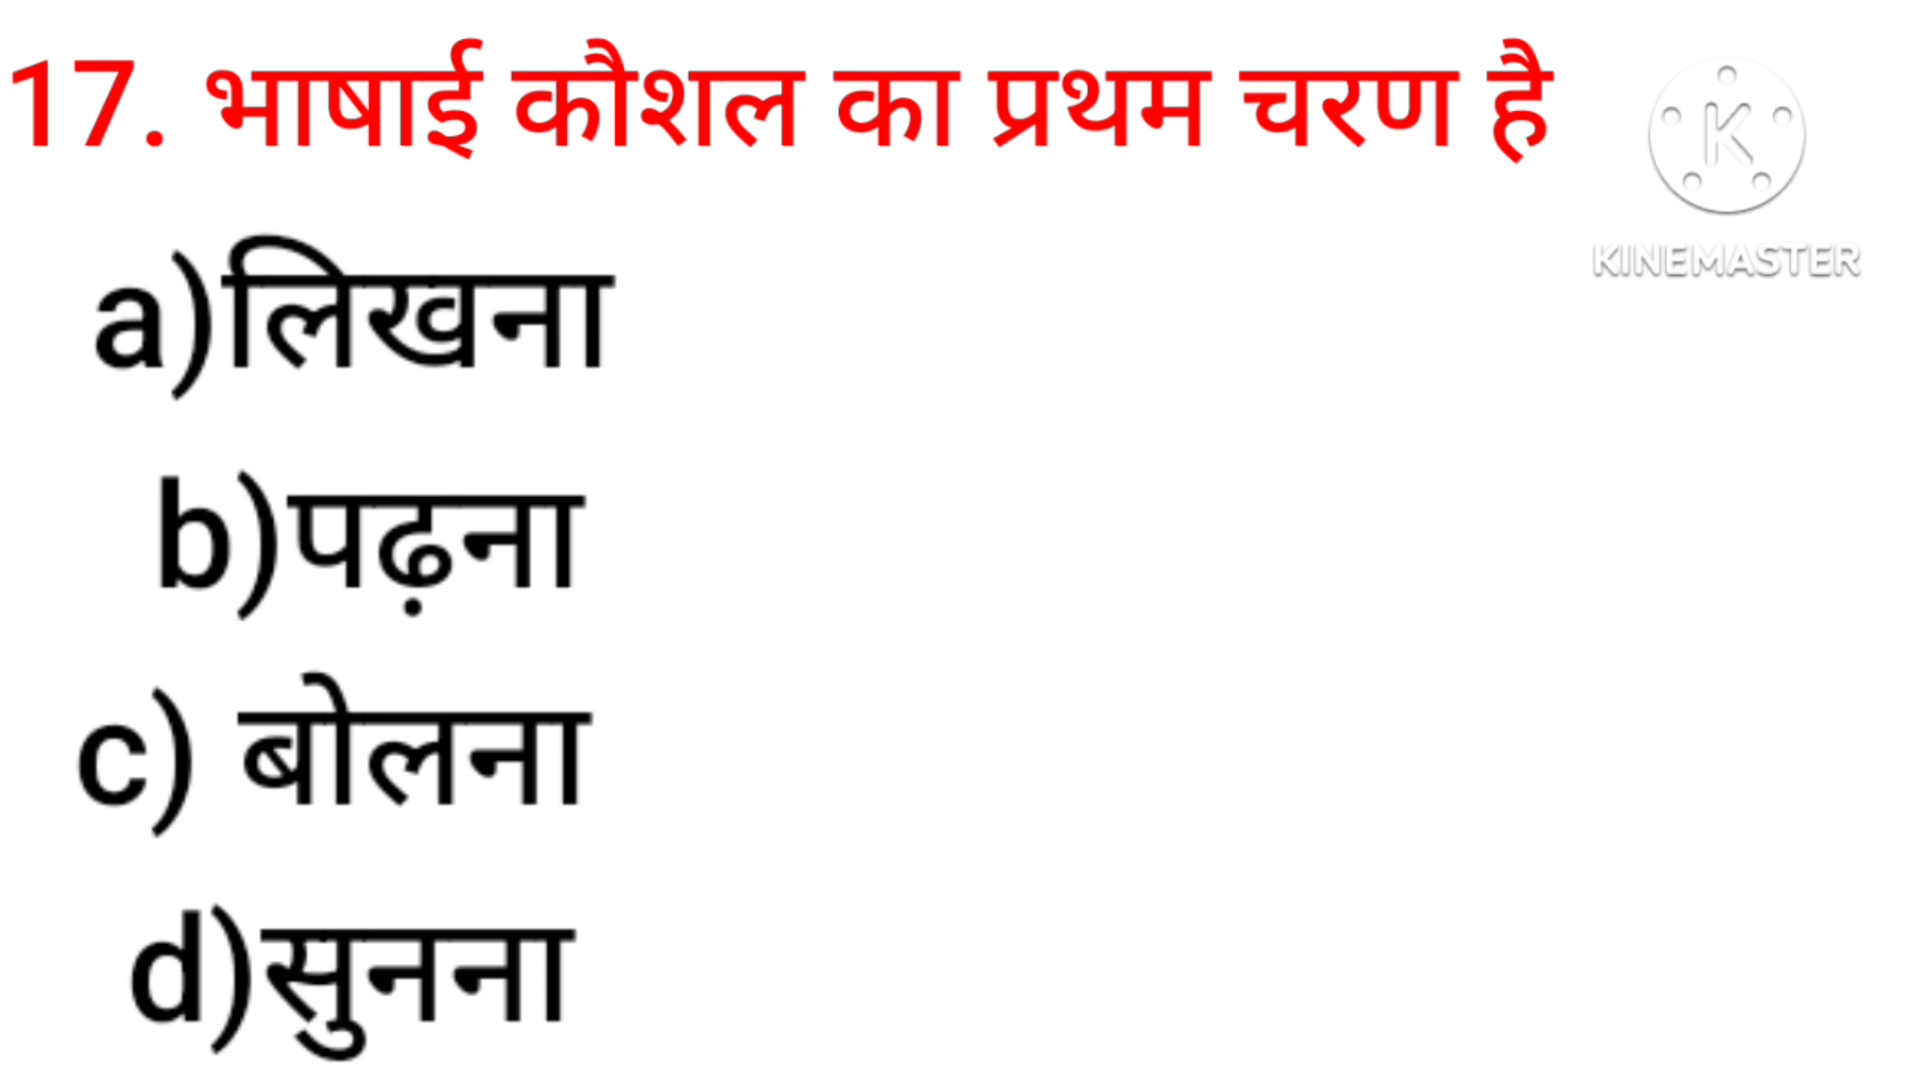 17. भाषाई कौशल का प्रथम चरण है
K
KINEMASTER
a)लिखना
b)पढ़ना
c) बोलना
d)सुनना